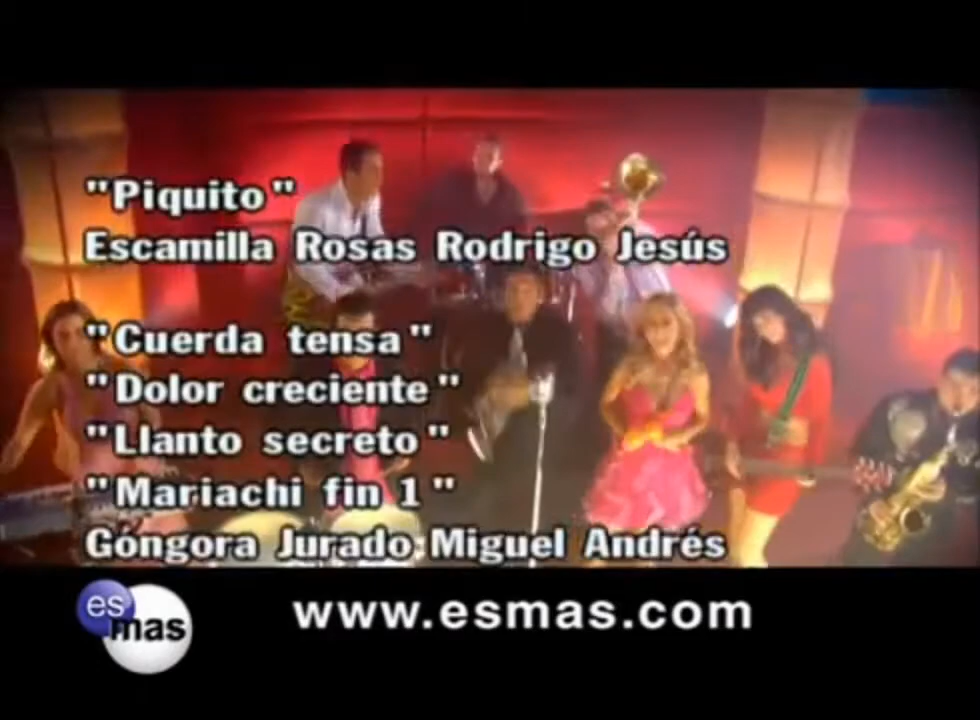 "Piquito"
Escamilla Rosas Rodrigo Jesús
"Cuerda tensa"
"Dolor creciente"
"Llanto secreto"
"Mariachi fin 1"
Góngora Jurado Miguel Andrés
es
mas
www.esmas.com